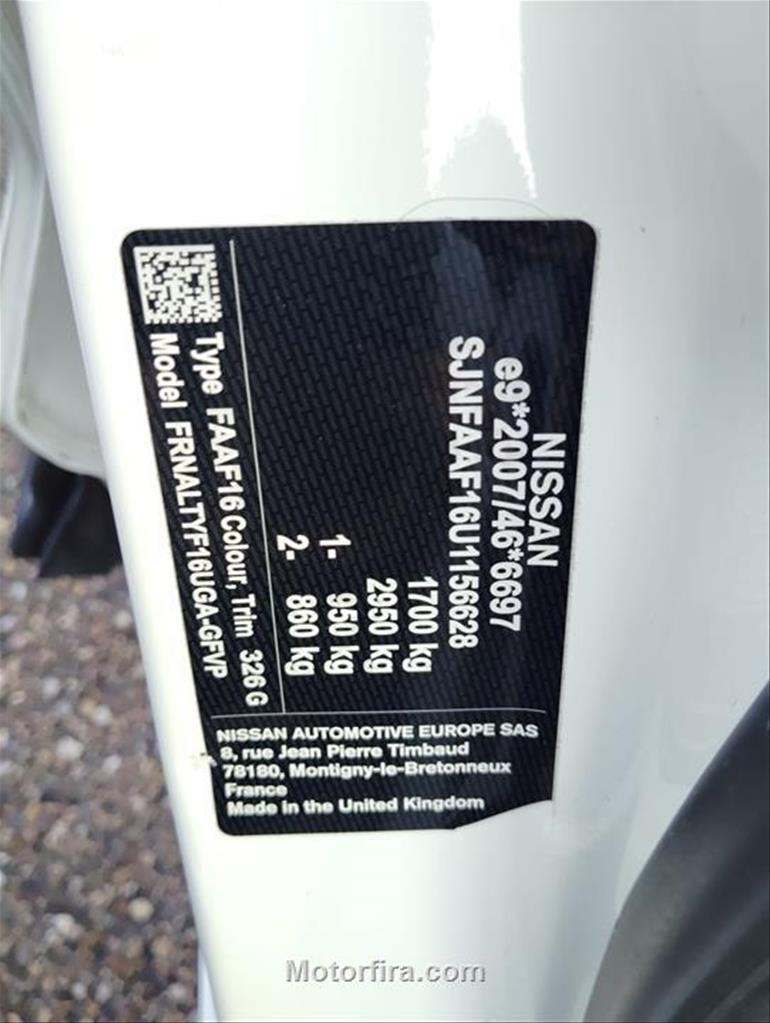 NISSAN
e9*2007/46*6697
SJNFAAF16U1156628
1700 kg
2950 kg
1- 950 kg
2- 860 kg
Type FAAF16 Colour, Trim 326 G
Model FRNALTYF16UGA-GFVP
NISSAN AUTOMOTIVE EUROPE SAS
8, rue Jean Pierre Timbaud
78180, Montigny-le-Bretonneux
France
Made in the United Kingdom
Motorfira.com